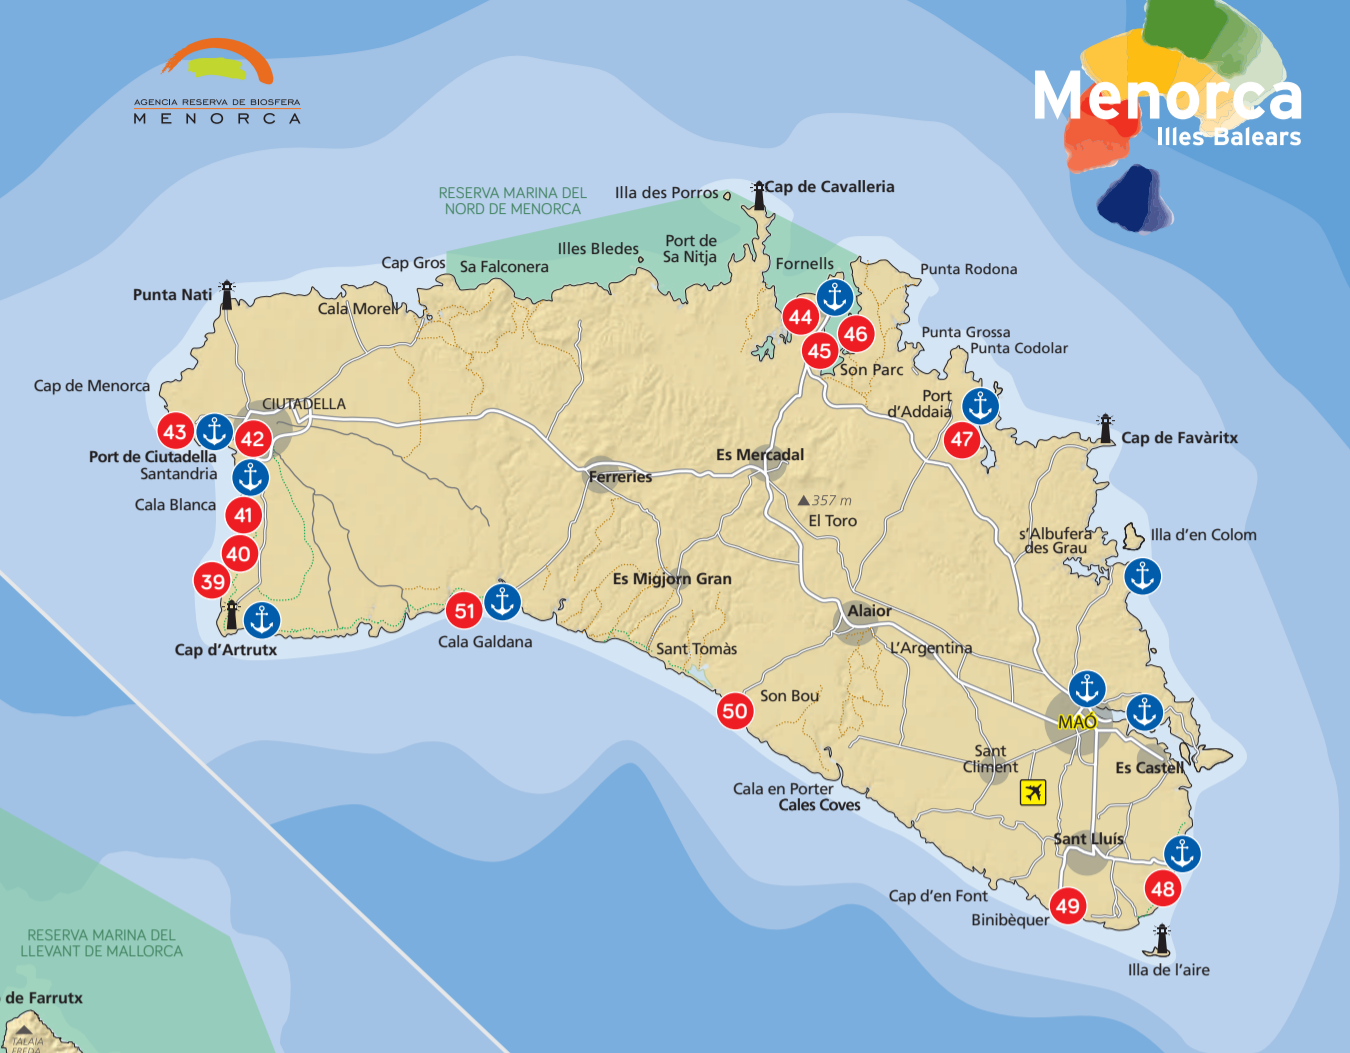 AGENCIA RESERVA DE BIOSFERA
MENORCA
Menorca
Illes Balears
RESERVA MARINA DEL
NORD DE MENORCA
Illa des Porros
Cap de Cavalleria
Port de
Sa Nitja
Illes Bledes
Fornells
Cap Gros
Sa Falconera
Punta Rodona
Punta Nati
Cala Morell
44
46
45
Punta Grossa
Punta Codolar
Son Parc
Cap de Menorca
CIUTADELLA
Port
d'Addaia
43
42
47
Cap de Favàritx
Port de Ciutadella
Santandria
Es Mercadal
Ferreries
357 m
El Toro
Cala Blanca
41
s'Albufera
des Grau
Illa d'en Colom
40
39
Es Migjorn Gran
51
Cala Galdana
Alaior
Cap d'Artrutx
Sant Tomàs
L'Argentina
Son Bou
50
MAÓ
Sant
Climent
Es Castell
Cala en Porter
Cales Coves
Sant Lluís
48
Cap d'en Font
49
Binibèquer
Illa de l'aire
RESERVA MARINA DEL
LLEVANT DE MALLORCA
de Farrutx
TALAIA
FREDA